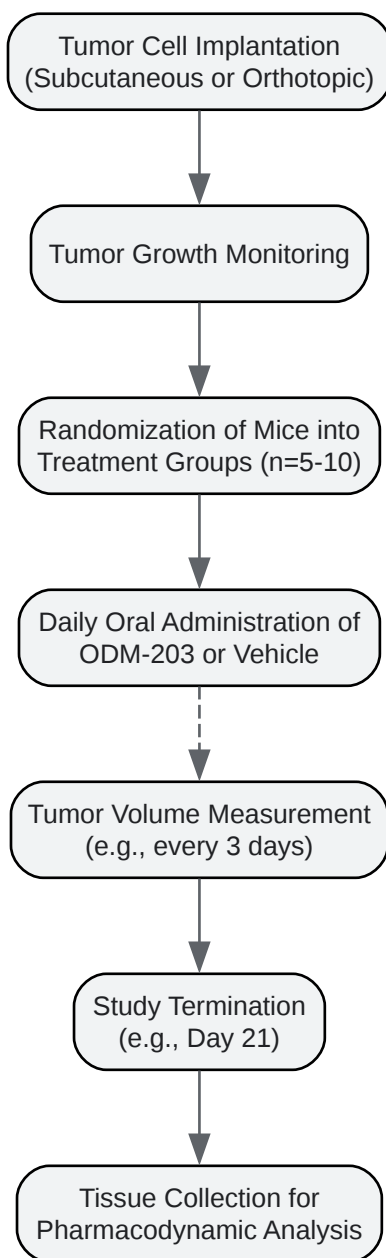 Tumor Cell Implantation
(Subcutaneous or Orthotopic)
Tumor Growth Monitoring
Randomization of Mice into
Treatment Groups (n=5-10)
Daily Oral Administration of
ODM-203 or Vehicle
Tumor Volume Measurement
(e.g., every 3 days)
Study Termination
(e.g., Day 21)
Tissue Collection for
Pharmacodynamic Analysis